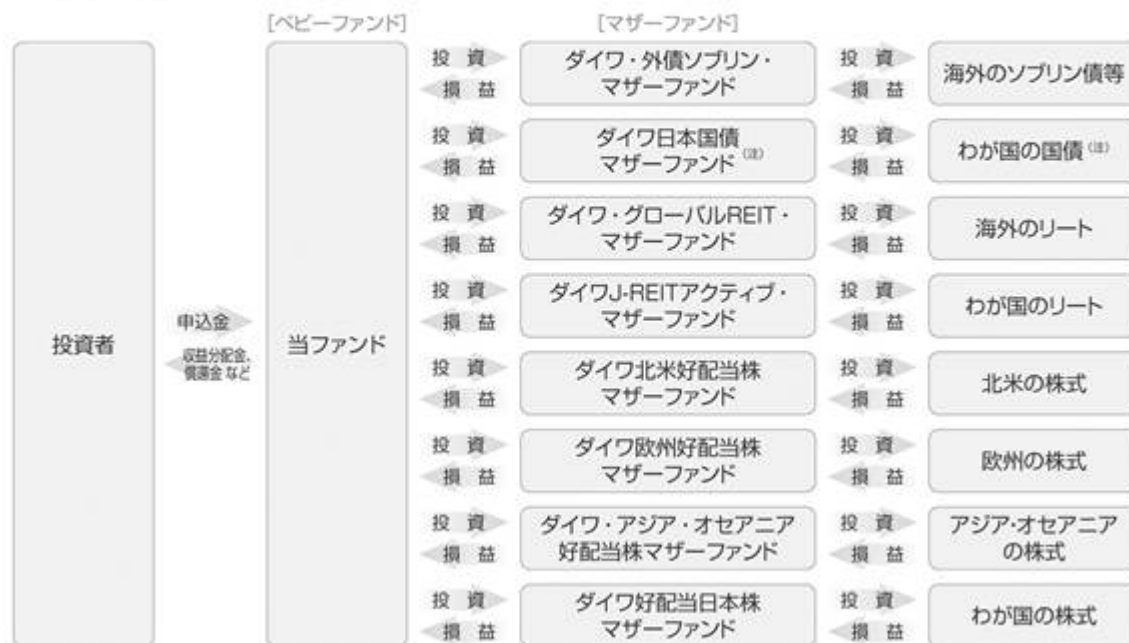 [ベビーファンド]
[マザーファンド]
投資者
申込金
収益分配金、
償還金 など
当ファンド
投 資
損 益
ダイワ・外債ソブリン・
マザーファンド
投 資
損 益
海外のソブリン債等
投 資
損 益
ダイワ日本国債
マザーファンド (注)
投 資
損 益
わが国の国債 (注)
投 資
損 益
ダイワ・グローバルREIT・
マザーファンド
投 資
損 益
海外のリート
投 資
損 益
ダイワJ-REITアクティブ・
マザーファンド
投 資
損 益
わが国のリート
投 資
損 益
ダイワ北米好配当株
マザーファンド
投 資
損 益
北米の株式
投 資
損 益
ダイワ欧州好配当株
マザーファンド
投 資
損 益
欧州の株式
投 資
損 益
ダイワ・アジア・オセアニア
好配当株マザーファンド
投 資
損 益
アジア・オセアニア
の株式
投 資
損 益
ダイワ好配当日本株
マザーファンド
投 資
損 益
わが国の株式